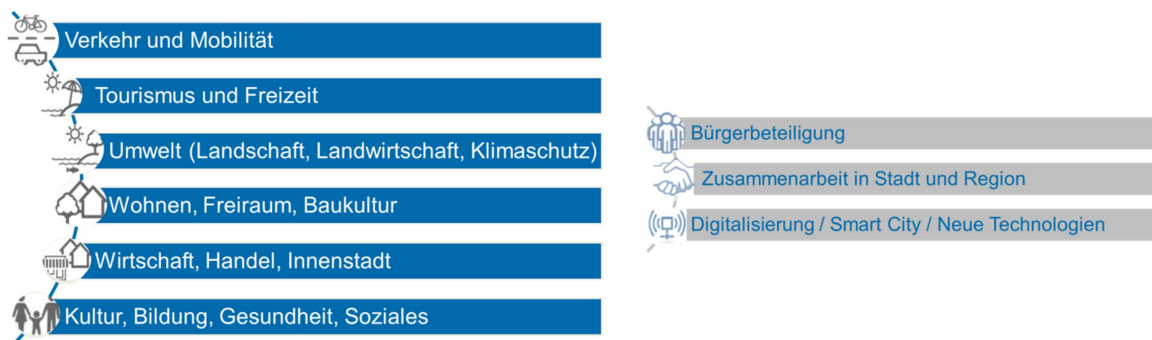 Verkehr und Mobilität
Tourismus und Freizeit
Umwelt (Landschaft, Landwirtschaft, Klimaschutz)
Wohnen, Freiraum, Baukultur
Wirtschaft, Handel, Innenstadt
Kultur, Bildung, Gesundheit, Soziales
Bürgerbeteiligung
Zusammenarbeit in Stadt und Region
Digitalisierung / Smart City / Neue Technologien